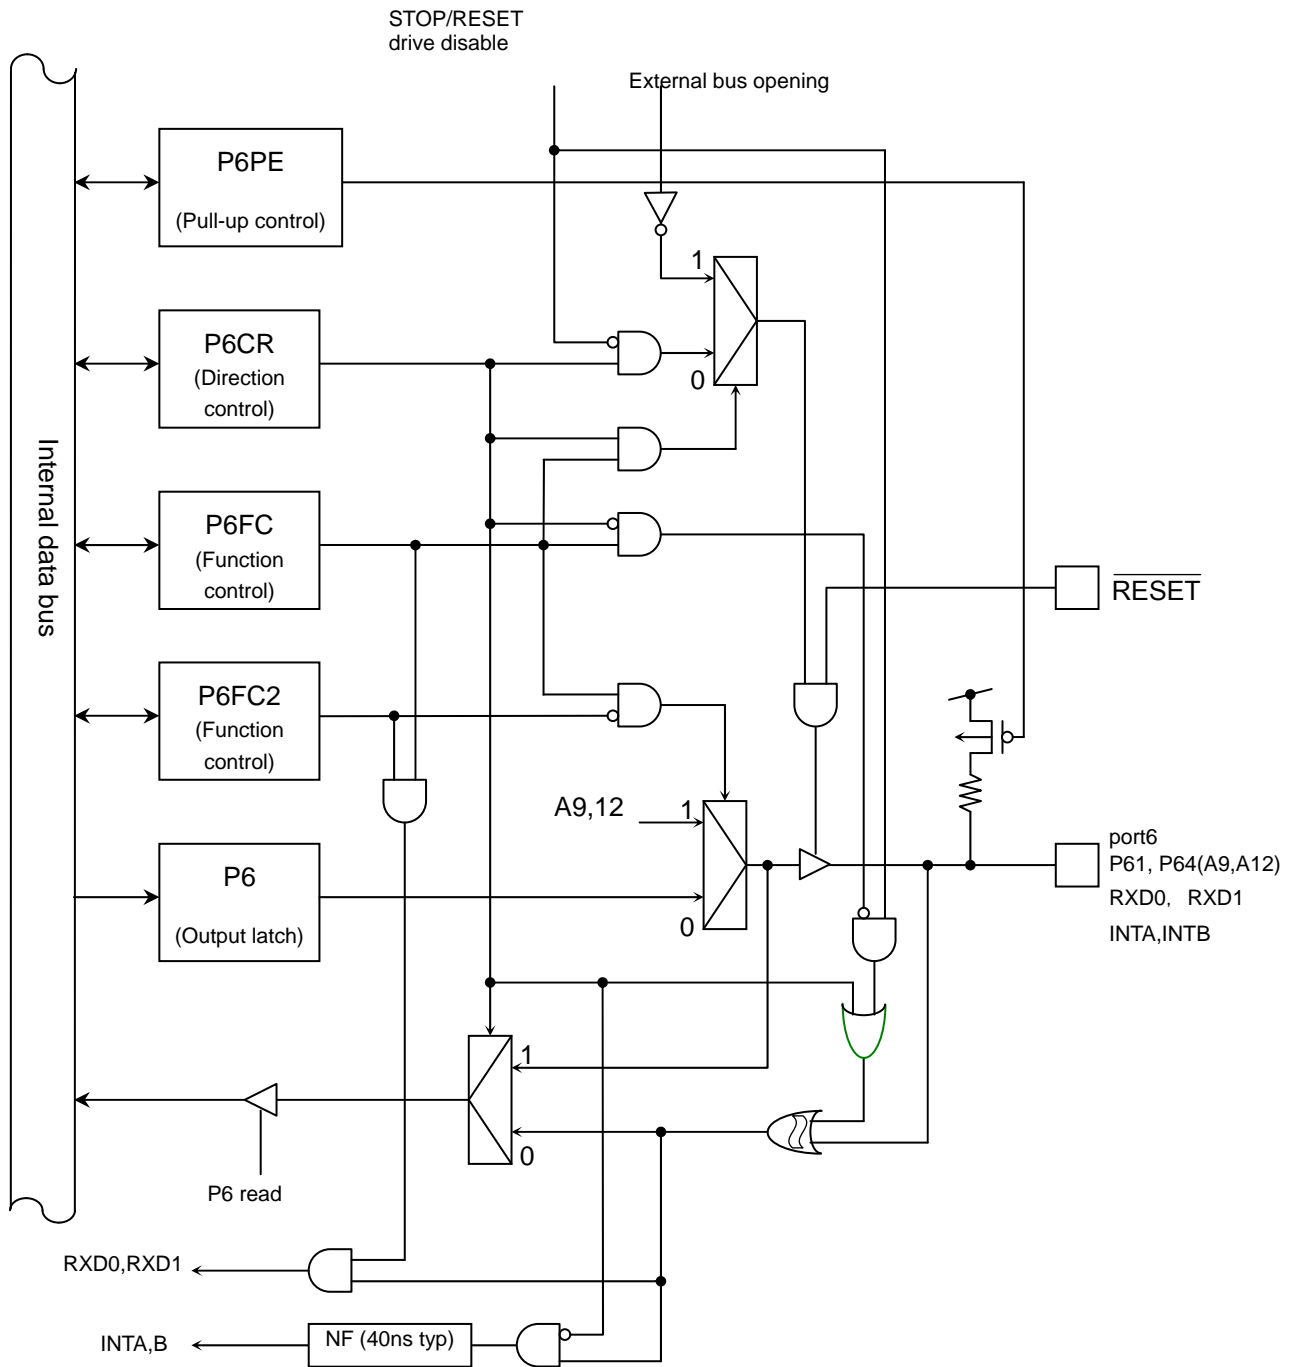 STOP/RESET
drive disable
External bus opening
P6PE
(Pull-up control)
1
P6CR
(Direction
control)
0
Internal data bus
P6FC
(Function
control)
RESET
P6FC2
(Function
control)
A9,12
1
port6
P61, P64(A9,A12)
RXD0, RXD1
INTA,INTB
P6
(Output latch)
0
1
0
P6 read
RXD0,RXD1
INTA,B
NF (40ns typ)